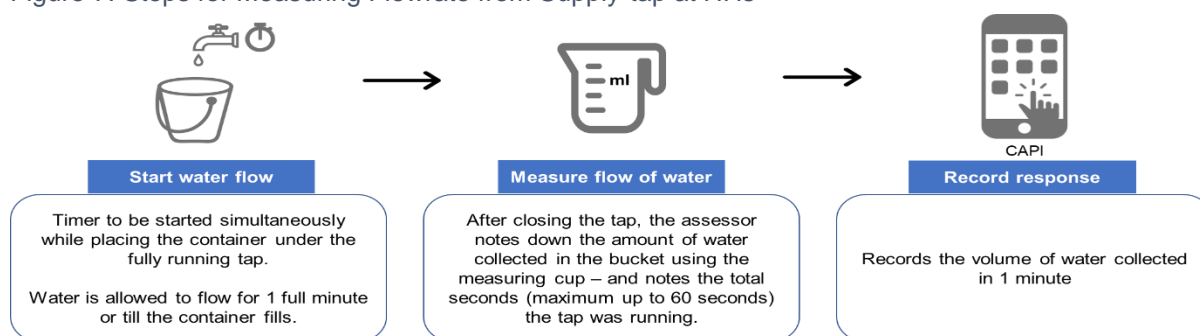 ml
CAPI
Start water flow
Timer to be started simultaneously
while placing the container under the
fully running tap.
Water is allowed to flow for 1 full minute
or till the container fills.
Measure flow of water
After closing the tap, the assessor
notes down the amount of water
collected in the bucket using the
measuring cup – and notes the total
seconds (maximum up to 60 seconds)
the tap was running.
Record response
Records the volume of water collected
in 1 minute